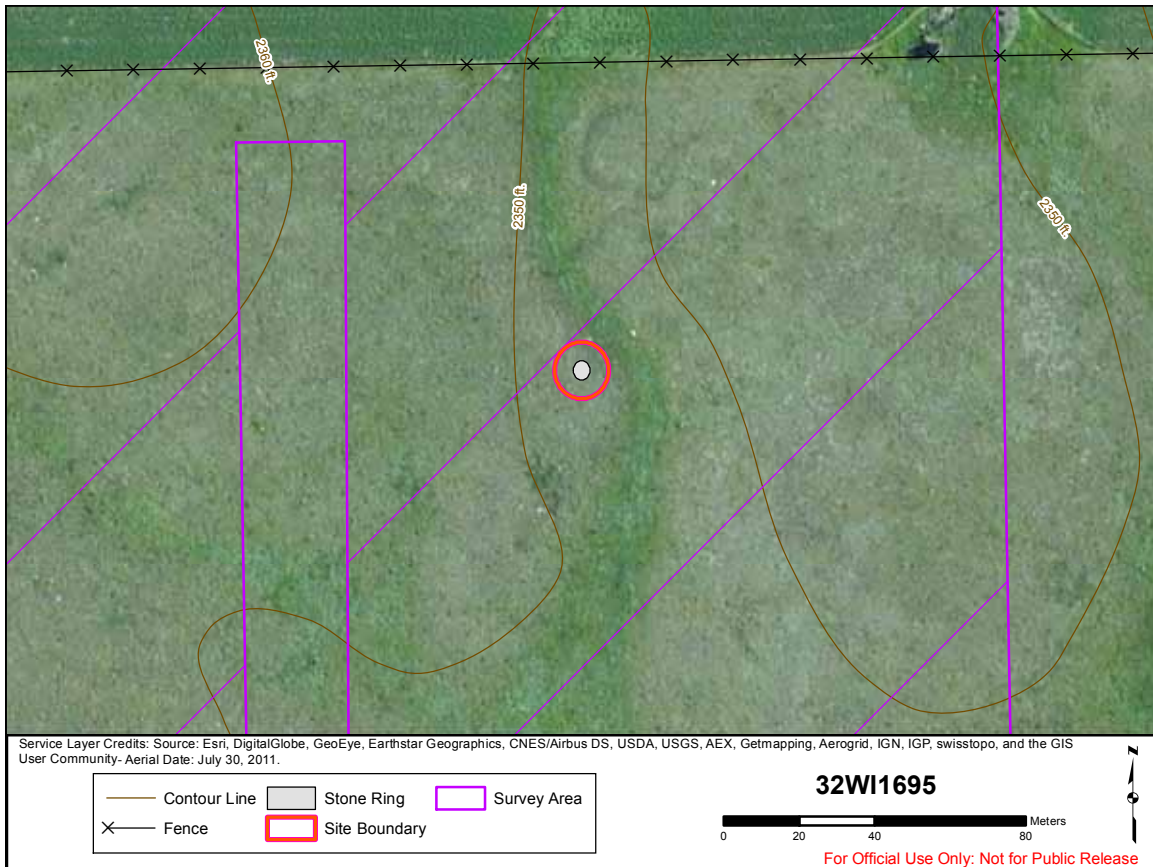 2360 ft.
2350 ft.
2350 ft.
Service Layer Credits: Source: Esri, DigitalGlobe, GeoEye, Earthstar Geographics, CNES/Airbus DS, USDA, USGS, AEX, Getmapping, Aerogrid, IGN, IGP, swisstopo, and the GIS
User Community- Aerial Date: July 30, 2011.
Contour Line
Stone Ring
Survey Area
Fence
Site Boundary
32WI1695
Meters
0 20 40 80
N
For Official Use Only: Not for Public Release